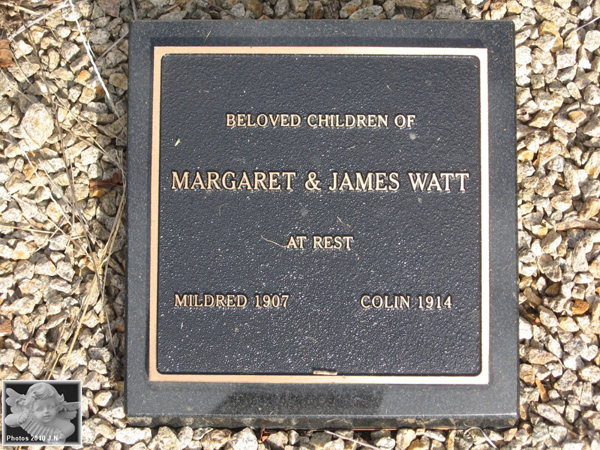 BELOVED CHILDREN OF
MARGARET & JAMES WATT
AT REST
MILDRED 1907 COLIN 1914
Photos 2010 J.N